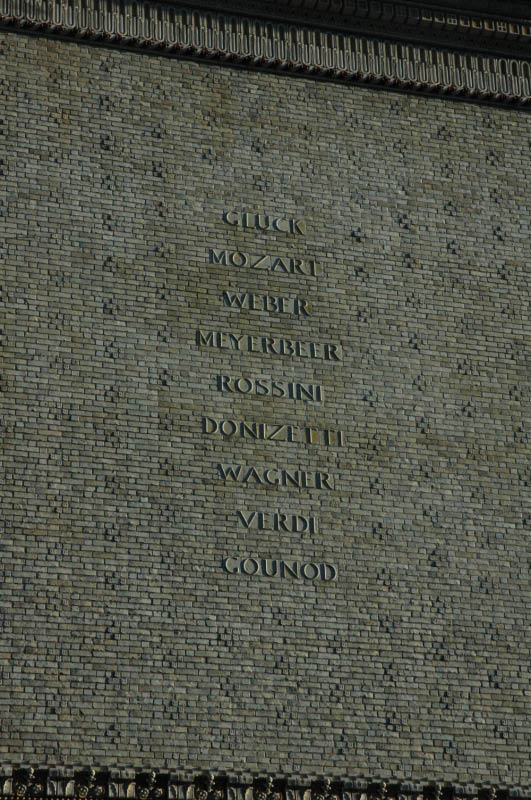 GLUCK
MOZART
WEBER
MEYERBEER
ROSSINI
DONIZETTI
WAGNER
VERDI
GOUNOD